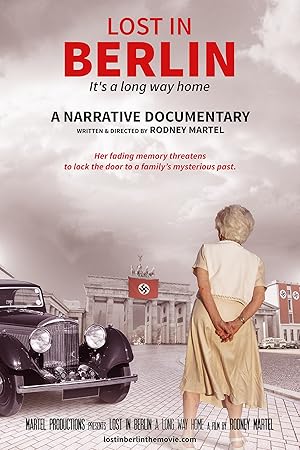 LOST IN
BERLIN
It's a long way home
A NARRATIVE DOCUMENTARY
WRITTEN & DIRECTED BY RODNEY MARTEL
Her fading memory threatens
to lock the door to a family's mysterious past.
MARTEL PRODUCTIONS PRESENTS LOST IN BERLIN A LONG WAY HOME A FILM BY RODNEY MARTEL
lostinberlinthemovie.com